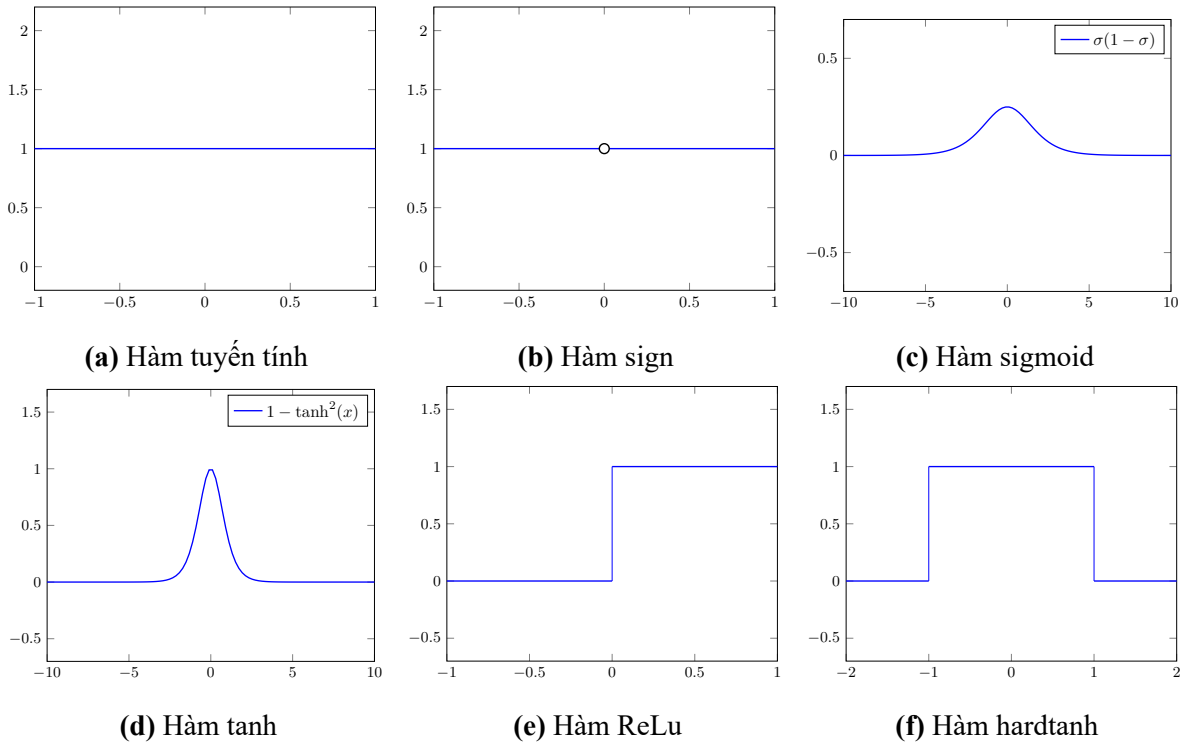 2
1.5
1
0.5
0
−1 −0.5 0 0.5 1
(a) Hàm tuyến tính
2
1.5
1
0.5
0
−1 −0.5 0 0.5 1
(b) Hàm sign
0.5
0
−0.5
−10 −5 0 5 10
σ(1 − σ)
(c) Hàm sigmoid
1.5
1
0.5
0
−0.5
−10 −5 0 5 10
1 − tanh²(x)
(d) Hàm tanh
1.5
1
0.5
0
−0.5
−1 −0.5 0 0.5 1
(e) Hàm ReLu
1.5
1
0.5
0
−0.5
−2 −1 0 1 2
(f) Hàm hardtanh